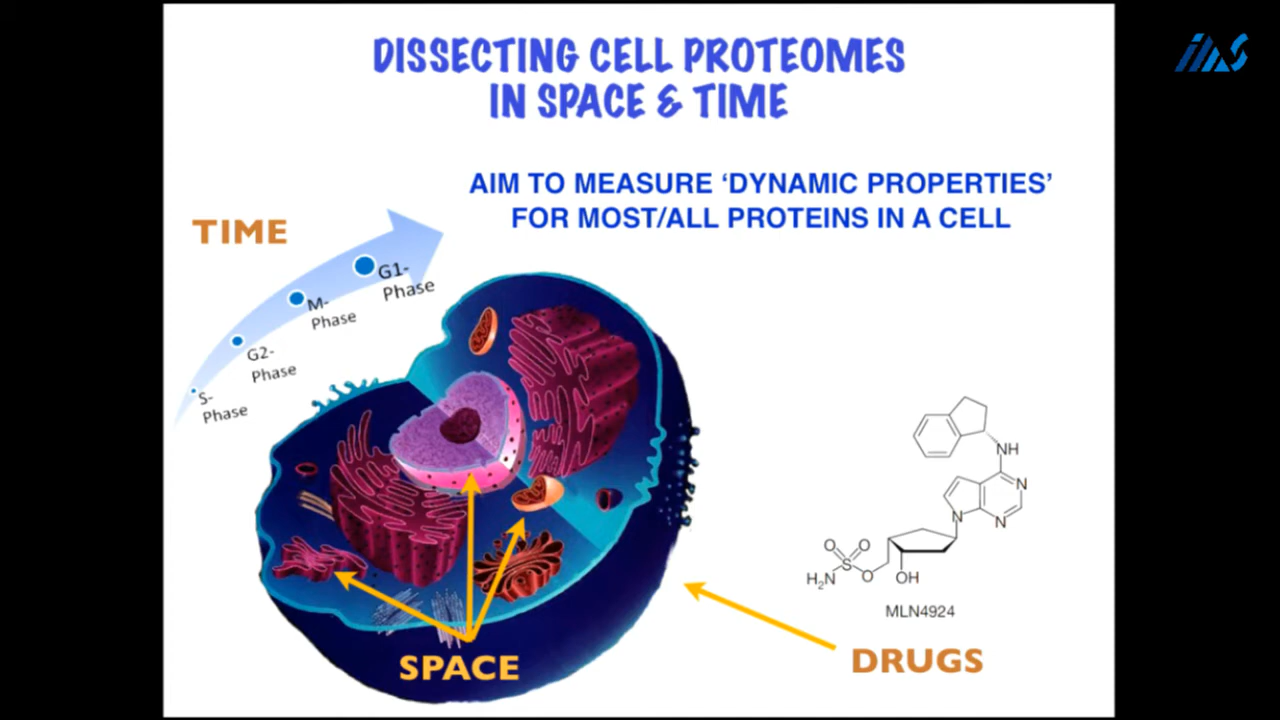 DISSECTING CELL PROTEOMES
IN SPACE & TIME
AIM TO MEASURE ‘DYNAMIC PROPERTIES’
FOR MOST/ALL PROTEINS IN A CELL
TIME
G1-
Phase
M-
Phase
G2-
Phase
S-
Phase
SPACE
NH
N
N
N
O
O
S
H2N
O
OH
MLN4924
DRUGS